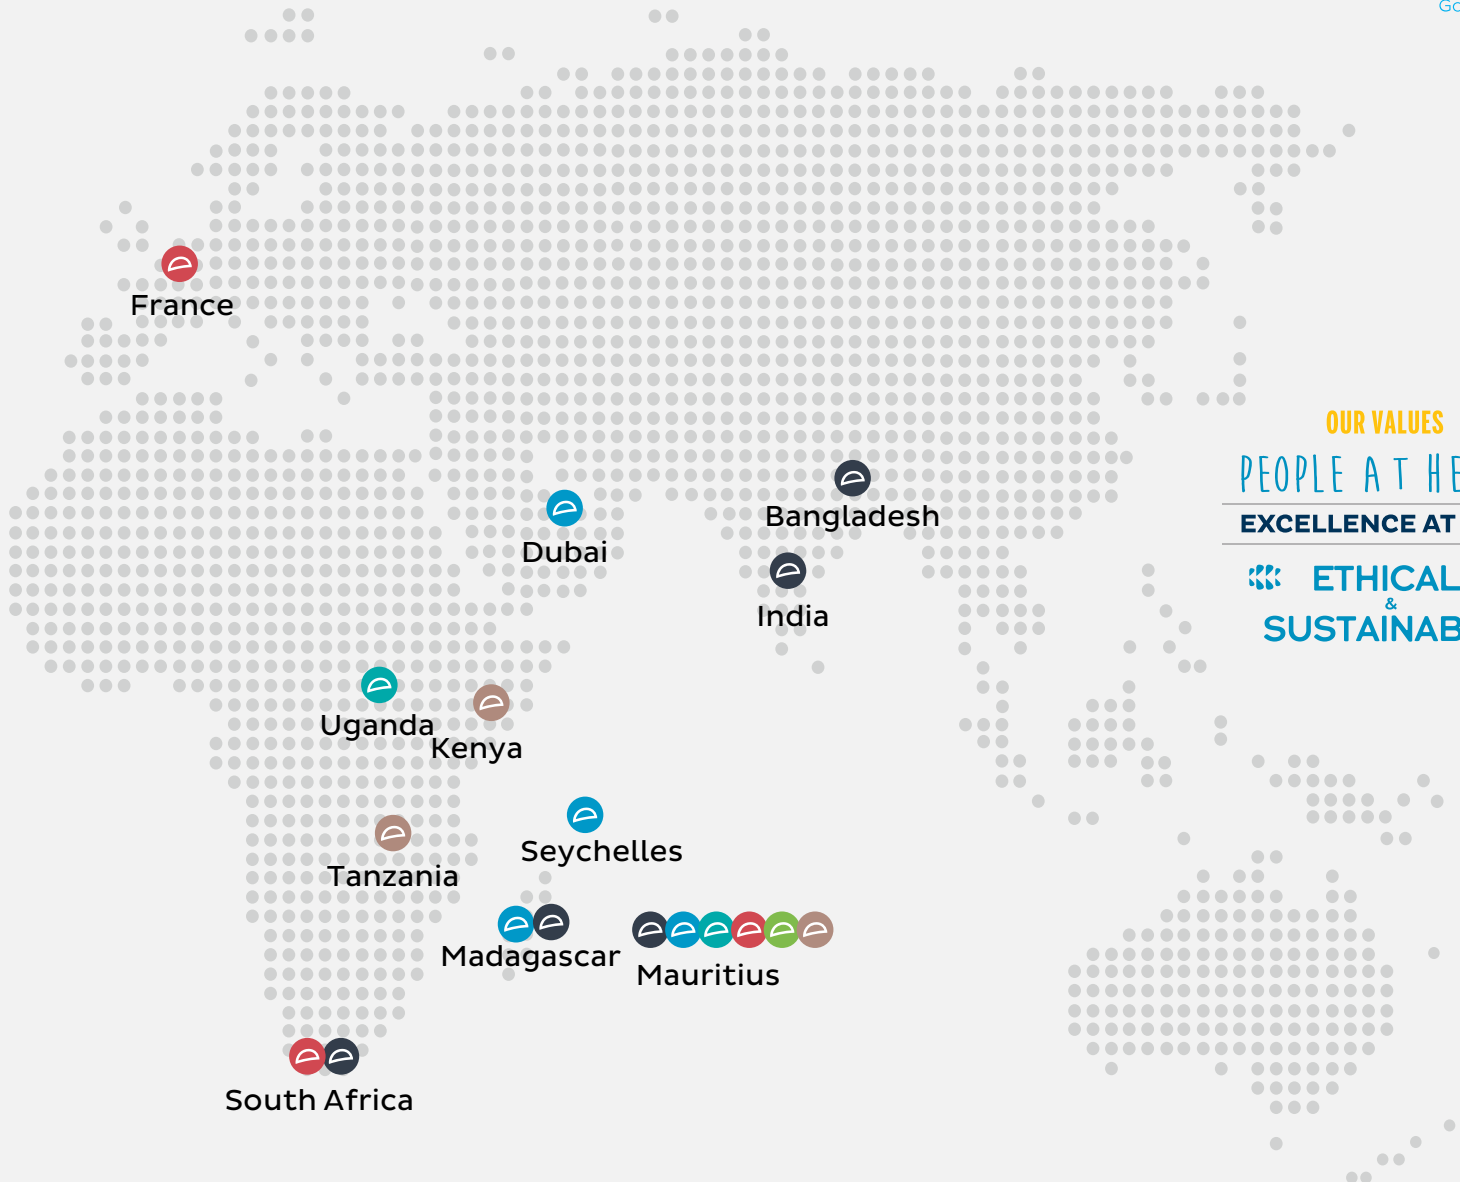 France
Bangladesh
Dubai
India
Uganda
Kenya
Seychelles
Tanzania
Madagascar
Mauritius
South Africa
OUR VALUES
PEOPLE AT HE
EXCELLENCE AT
ETHICAL
&
SUSTAINAB